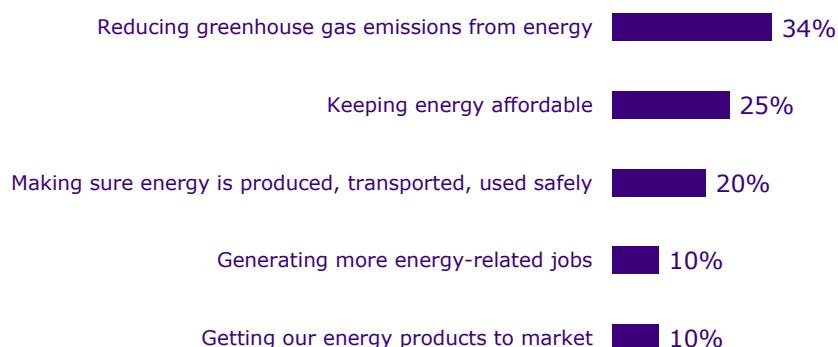 Reducing greenhouse gas emissions from energy 34%
Keeping energy affordable 25%
Making sure energy is produced, transported, used safely 20%
Generating more energy-related jobs 10%
Getting our energy products to market 10%